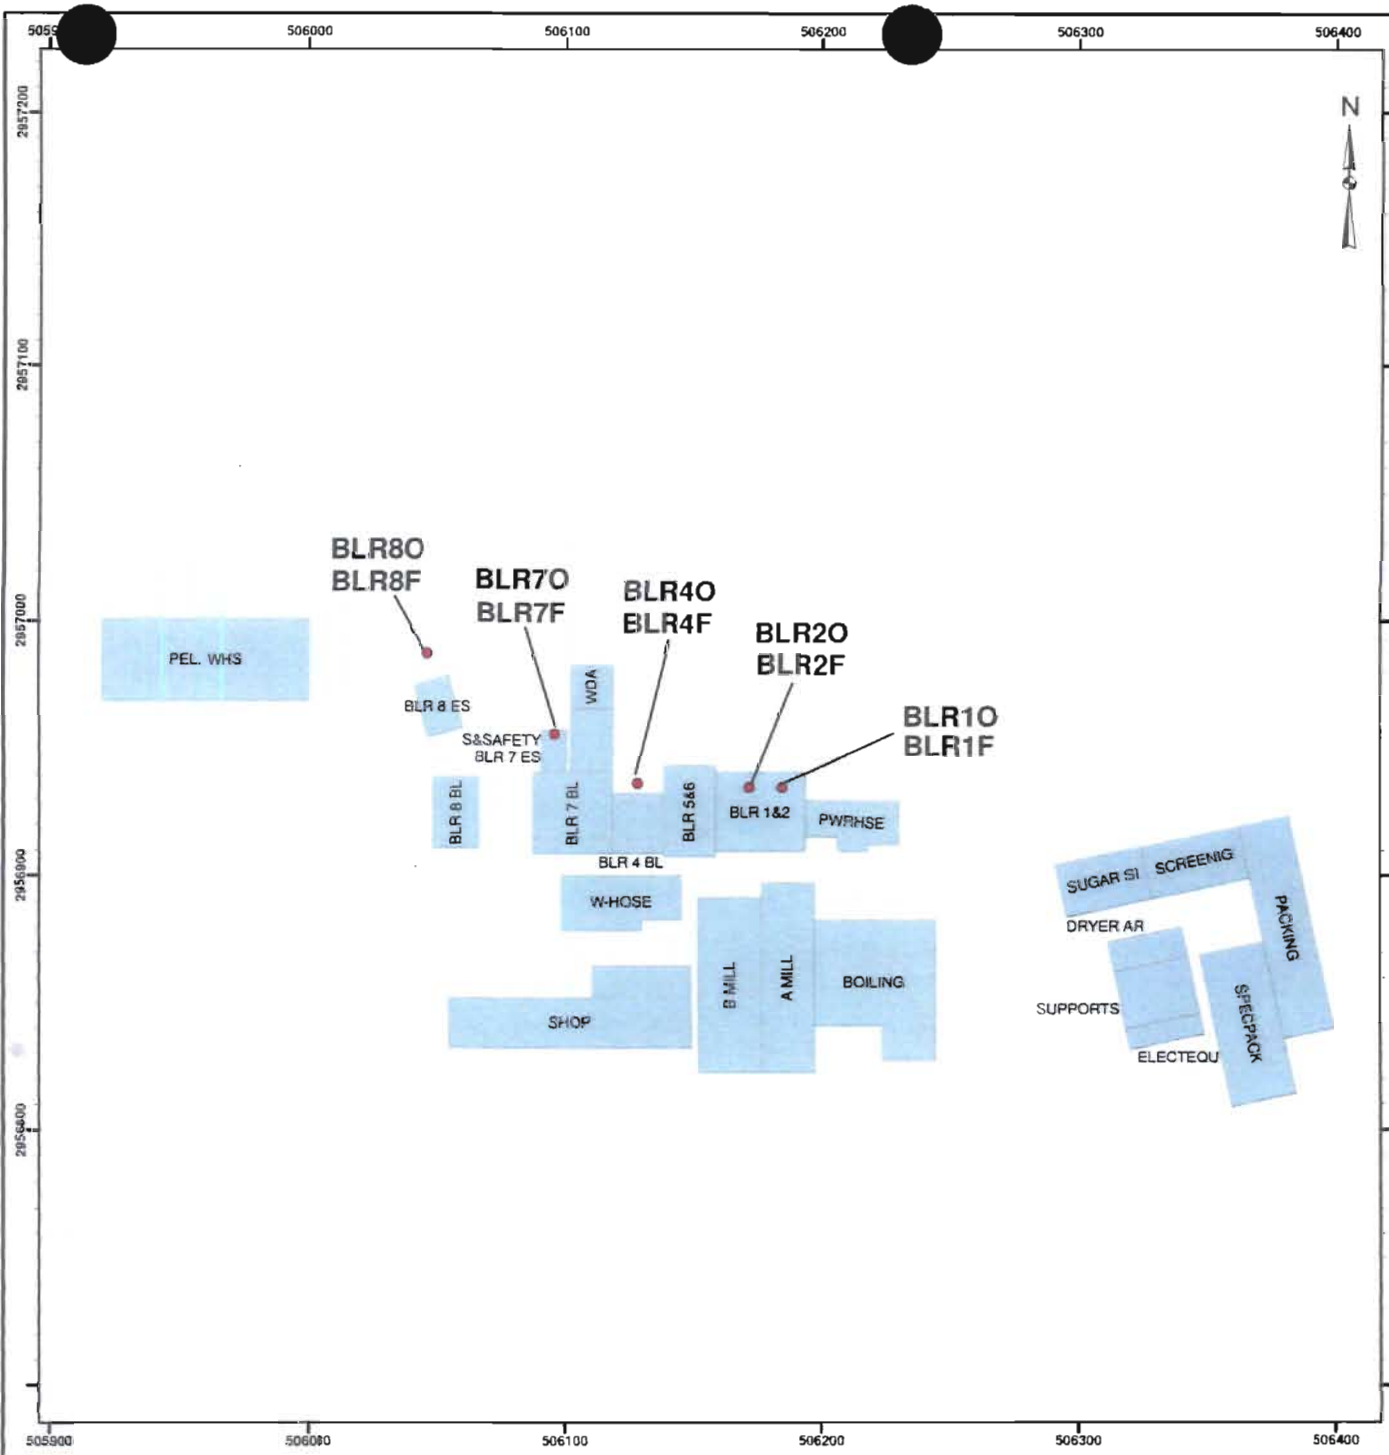 506000
506100
506200
506300
506400
2957200
N
2957100
BLR8O
BLR8F
BLR7O
BLR7F
BLR4O
BLR4F
2957000
BLR2O
BLR2F
PEL. WHS
WDA
BLR 8 ES
BLR1O
BLR1F
S&SAFETY
BLR 7 ES
BLR 8 BL
BLR 7 BL
BLR 5&6
BLR 1&2
PWRHSE
BLR 4 BL
2956900
SUGAR SI
SCREENIG
W-HOSE
DRYER AR
PACKING
B MILL
A MILL
BOILING
SUPPORTS
SHOP
SPECPACK
ELECTEQU
2956800
505900
506000
506100
506200
506300
506400